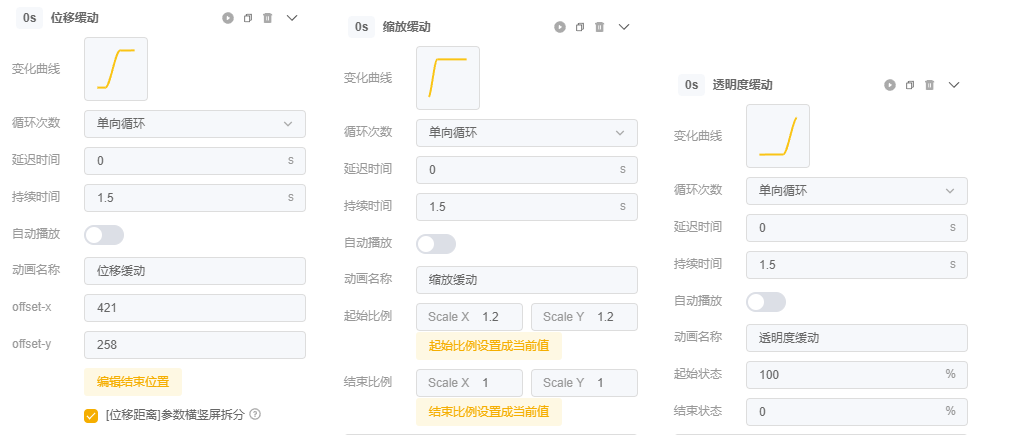 0s 位移缓动
变化曲线
循环次数 单向循环
延迟时间 0 s
持续时间 1.5 s
自动播放
动画名称 位移缓动
offset-x 421
offset-y 258
编辑结束位置
[位移距离]参数横竖屏拆分 ?
0s 缩放缓动
变化曲线
循环次数 单向循环
延迟时间 0 s
持续时间 1.5 s
自动播放
动画名称 缩放缓动
起始比例 Scale X 1.2 Scale Y 1.2
起始比例设置成当前值
结束比例 Scale X 1 Scale Y 1
结束比例设置成当前值
0s 透明度缓动
变化曲线
循环次数 单向循环
延迟时间 0 s
持续时间 1.5 s
自动播放
动画名称 透明度缓动
起始状态 100 %
结束状态 0 %